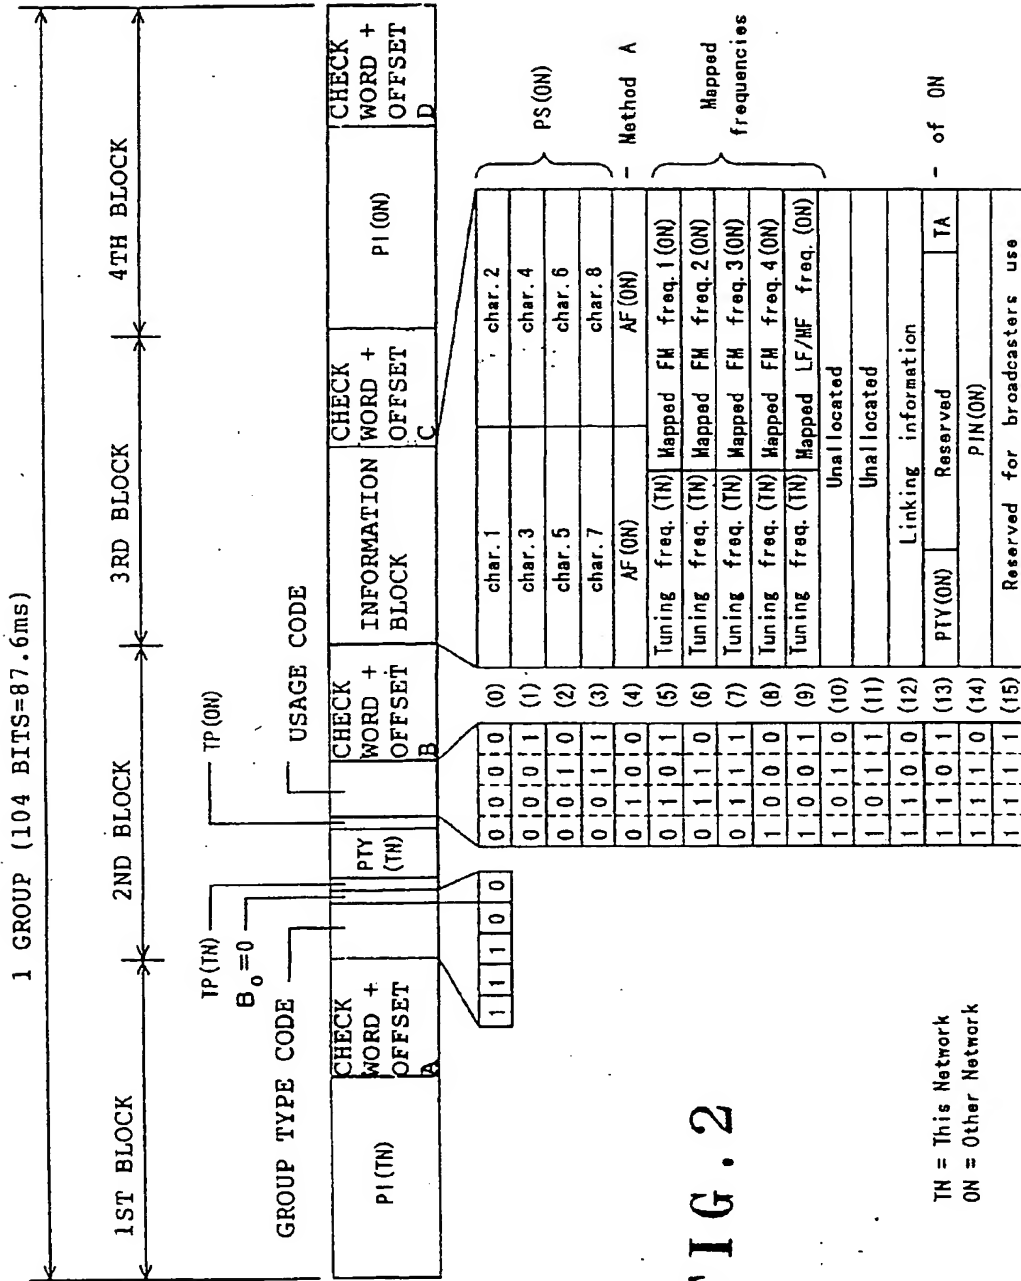 1 GROUP (104 BITS=87.6ms)
1ST BLOCK 2ND BLOCK 3RD BLOCK 4TH BLOCK
TP(TN)
B₀=0
GROUP TYPE CODE
TP(ON)
USAGE CODE
PI(TN)
CHECK
WORD +
OFFSET
A
PTY
(TN)
CHECK
WORD +
OFFSET
B
INFORMATION
BLOCK
CHECK
WORD +
OFFSET
C
PI(ON)
CHECK
WORD +
OFFSET
D
1 1 1 0 0
0 0 0 0 (0) char.1 char.2
0 0 0 1 (1) char.3 char.4
0 0 1 0 (2) char.5 char.6
0 0 1 1 (3) char.7 char.8
PS(ON)
0 1 0 0 (4) AF(ON) AF(ON) - Method A
0 1 0 1 (5) Tuning freq.(TN) Mapped FM freq.1(ON)
0 1 1 0 (6) Tuning freq.(TN) Mapped FM freq.2(ON)
0 1 1 1 (7) Tuning freq.(TN) Mapped FM freq.3(ON)
1 0 0 0 (8) Tuning freq.(TN) Mapped FM freq.4(ON)
1 0 0 1 (9) Tuning freq.(TN) Mapped LF/MF freq.(ON)
Mapped
frequencies
1 0 1 0 (10) Unallocated
1 0 1 1 (11) Unallocated
1 1 0 0 (12) Linking information
1 1 0 1 (13) PTY(ON) Reserved TA - of ON
1 1 1 0 (14) PIN(ON)
1 1 1 1 (15) Reserved for broadcasters use
IG.2
TN = This Network
ON = Other Network